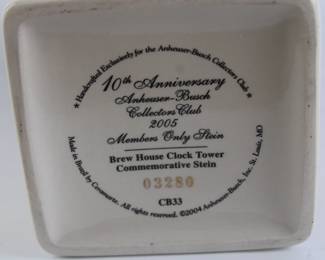 ★ Handcrafted Exclusively for the Anheuser-Busch Collectors Club ★
10th Anniversary
Anheuser-Busch
Collectors Club
2005
Members Only Stein
Brew House Clock Tower
Commemorative Stein
03280
CB33
Made in Brazil by Ceramarte. All rights reserved. ©2004 Anheuser-Busch, Inc. St. Louis, MO